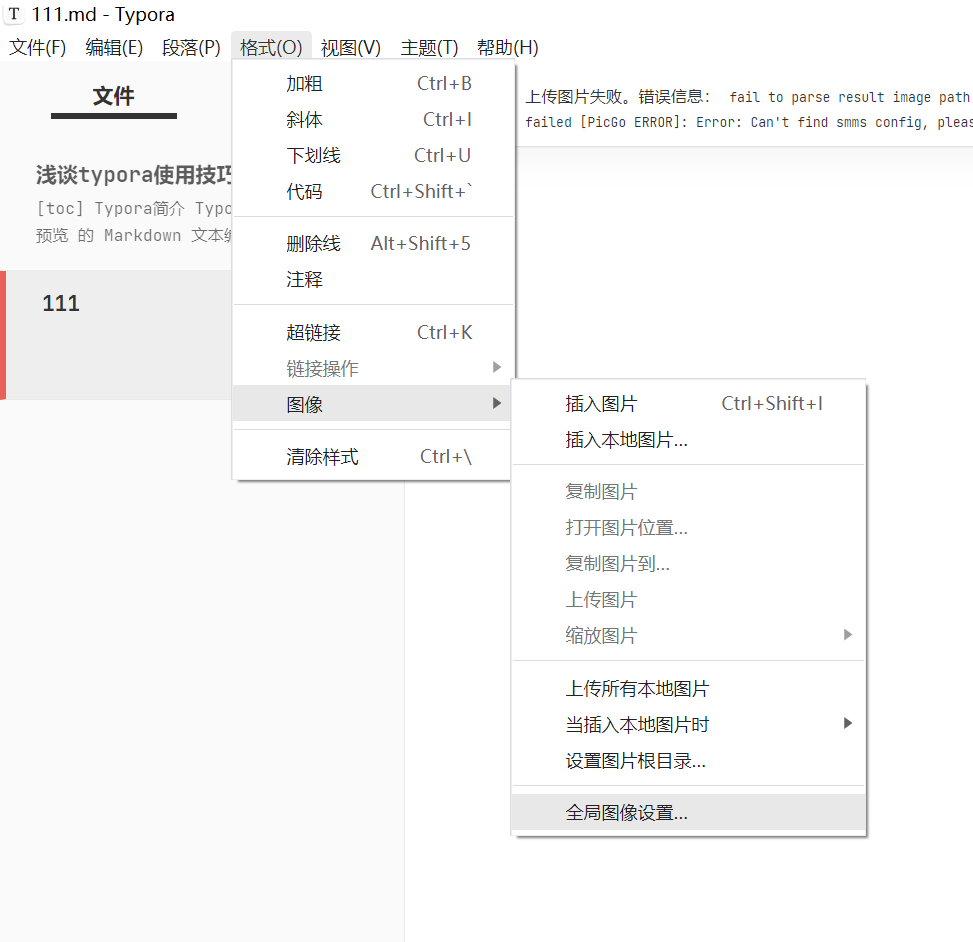 T 111.md - Typora
文件(F) 编辑(E) 段落(P) 格式(O) 视图(V) 主题(T) 帮助(H)
文件
浅谈typora使用技巧
[toc] Typora简介 Typo
预览 的 Markdown 文本编
111
加粗 Ctrl+B
斜体 Ctrl+I
下划线 Ctrl+U
代码 Ctrl+Shift+`
删除线 Alt+Shift+5
注释
超链接 Ctrl+K
链接操作
图像
清除样式 Ctrl+\
上传图片失败。错误信息： fail to parse result image path
failed [PicGo ERROR]: Error: Can't find smms config, pleas
插入图片 Ctrl+Shift+I
插入本地图片...
复制图片
打开图片位置...
复制图片到...
上传图片
缩放图片
上传所有本地图片
当插入本地图片时
设置图片根目录...
全局图像设置...